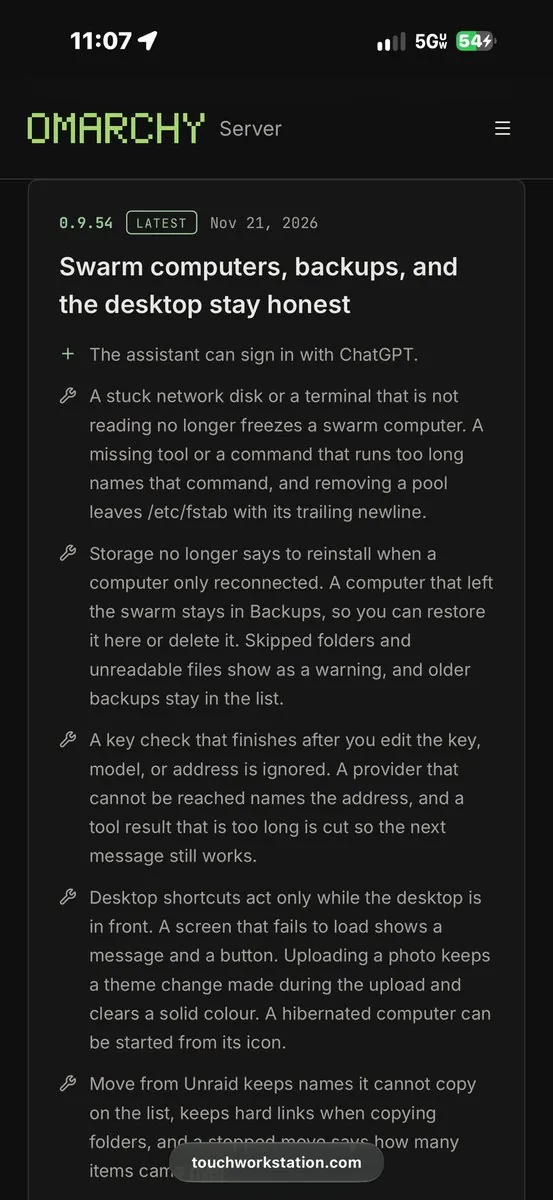 11:07
5GUW
54
OMARCHY Server
0.9.54 LATEST Nov 21, 2026
Swarm computers, backups, and
the desktop stay honest
+ The assistant can sign in with ChatGPT.
A stuck network disk or a terminal that is not
reading no longer freezes a swarm computer. A
missing tool or a command that runs too long
names that command, and removing a pool
leaves /etc/fstab with its trailing newline.
Storage no longer says to reinstall when a
computer only reconnected. A computer that left
the swarm stays in Backups, so you can restore
it here or delete it. Skipped folders and
unreadable files show as a warning, and older
backups stay in the list.
A key check that finishes after you edit the key,
model, or address is ignored. A provider that
cannot be reached names the address, and a
tool result that is too long is cut so the next
message still works.
Desktop shortcuts act only while the desktop is
in front. A screen that fails to load shows a
message and a button. Uploading a photo keeps
a theme change made during the upload and
clears a solid colour. A hibernated computer can
be started from its icon.
Move from Unraid keeps names it cannot copy
on the list, keeps hard links when copying
folders, and a stopped move says how many
items came
touchworkstation.com